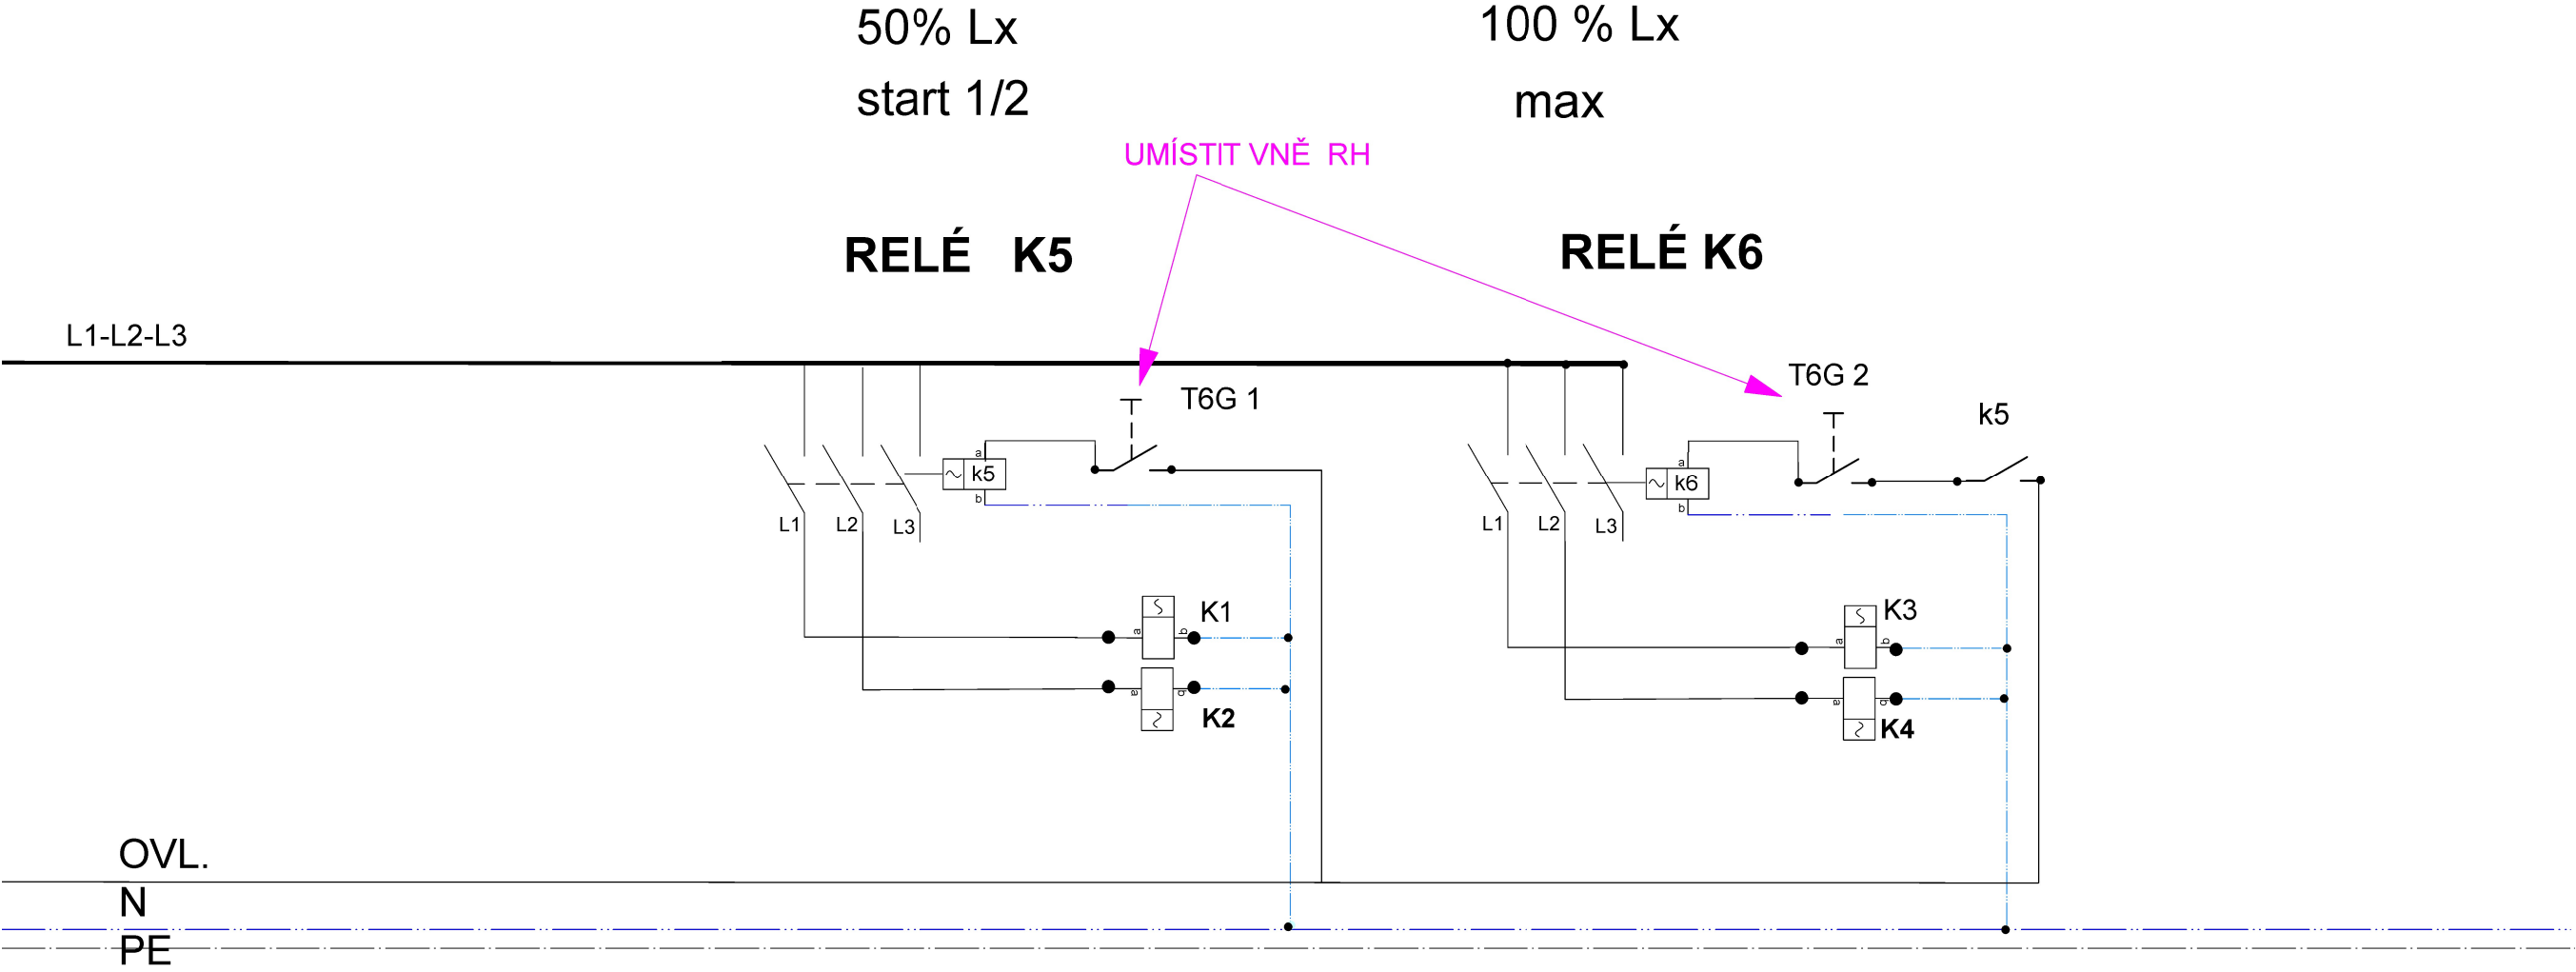 50% Lx
100 % Lx
start 1/2
max
UMÍSTIT VNĚ RH
RELÉ K5
RELÉ K6
L1-L2-L3
T6G 1
T6G 2
k5
a
k5
b
a
k6
b
L1
L2
L3
L1
L2
L3
K1
a
b
K2
a
b
K3
a
b
K4
a
b
OVL.
N
PE